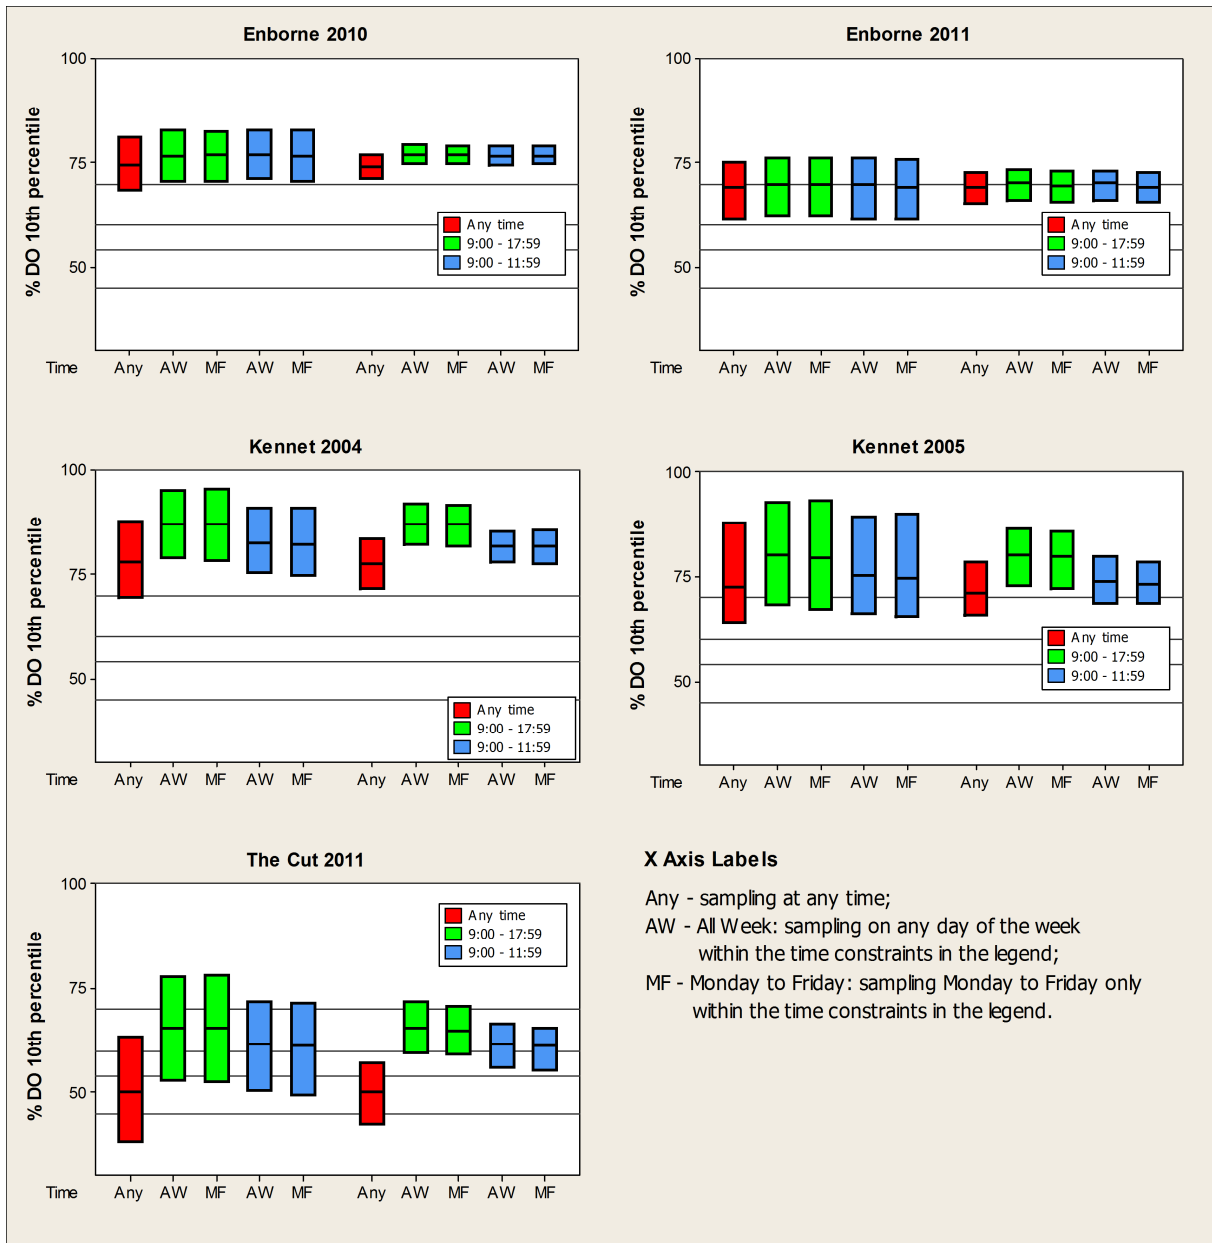 Enborne 2010
% DO 10th percentile
100
75
50
Any time
9:00 - 17:59
9:00 - 11:59
Time Any AW MF AW MF Any AW MF AW MF
Enborne 2011
% DO 10th percentile
100
75
50
Any time
9:00 - 17:59
9:00 - 11:59
Time Any AW MF AW MF Any AW MF AW MF
Kennet 2004
% DO 10th percentile
100
75
50
Any time
9:00 - 17:59
9:00 - 11:59
Time Any AW MF AW MF Any AW MF AW MF
Kennet 2005
% DO 10th percentile
100
75
50
Any time
9:00 - 17:59
9:00 - 11:59
Time Any AW MF AW MF Any AW MF AW MF
The Cut 2011
% DO 10th percentile
100
75
50
Any time
9:00 - 17:59
9:00 - 11:59
Time Any AW MF AW MF Any AW MF AW MF
X Axis Labels
Any - sampling at any time;
AW - All Week: sampling on any day of the week
within the time constraints in the legend;
MF - Monday to Friday: sampling Monday to Friday only
within the time constraints in the legend.